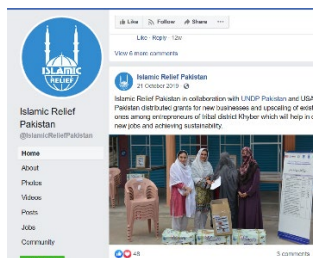 Like Follow Share ...
Like · Reply · 12w
View 6 more comments
ISLAMIC
RELIEF
Islamic Relief Pakistan
21 October 2019
Islamic Relief Pakistan in collaboration with UNDP Pakistan and USA
Pakistan distributed grants for new businesses and upscaling of exist
ones among entrepreneurs of tribal district Khyber which will help in c
new jobs and achieving sustainability.
Islamic Relief
Pakistan
@IslamicReliefPakistan
Home
About
Photos
Videos
Posts
Jobs
Community
48
5 comments